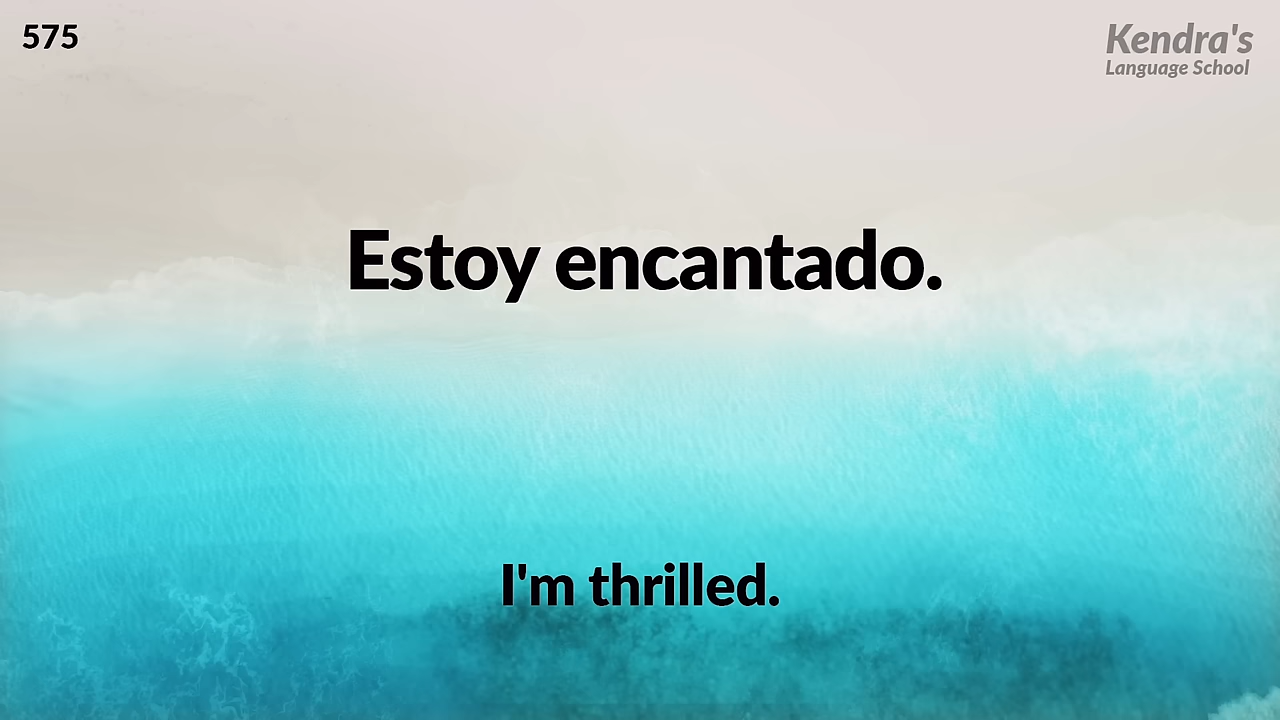 575
Kendra's
Language School
Estoy encantado.
I'm thrilled.